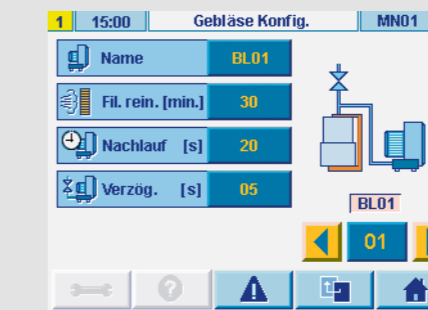 1 15:00 Gebläse Konfig. MN01
Name BL01
Fil. rein. [min.] 30
Nachlauf [s] 20
Verzög. [s] 05
BL01
01